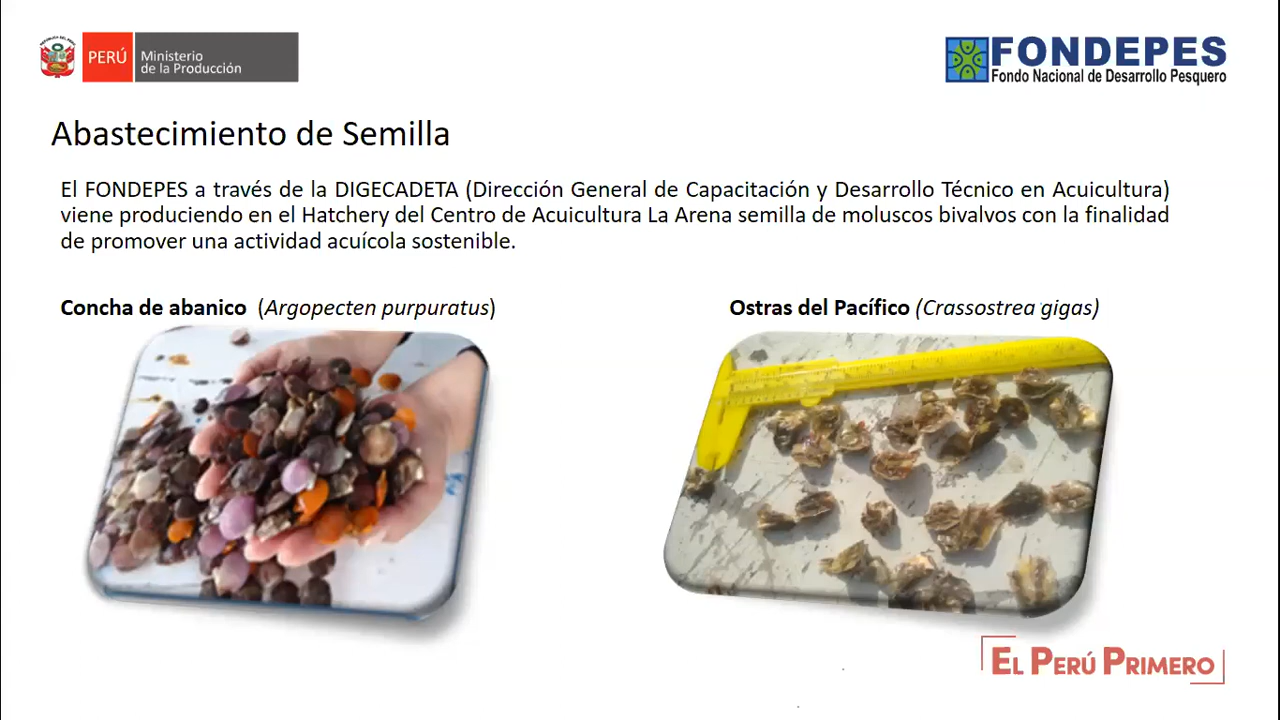 PERÚ
Ministerio
de la Producción
FONDEPES
Fondo Nacional de Desarrollo Pesquero
Abastecimiento de Semilla
El FONDEPES a través de la DIGECADETA (Dirección General de Capacitación y Desarrollo Técnico en Acuicultura)
viene produciendo en el Hatchery del Centro de Acuicultura La Arena semilla de moluscos bivalvos con la finalidad
de promover una actividad acuícola sostenible.
Concha de abanico (Argopecten purpuratus)
Ostras del Pacífico (Crassostrea gigas)
EL PERÚ PRIMERO